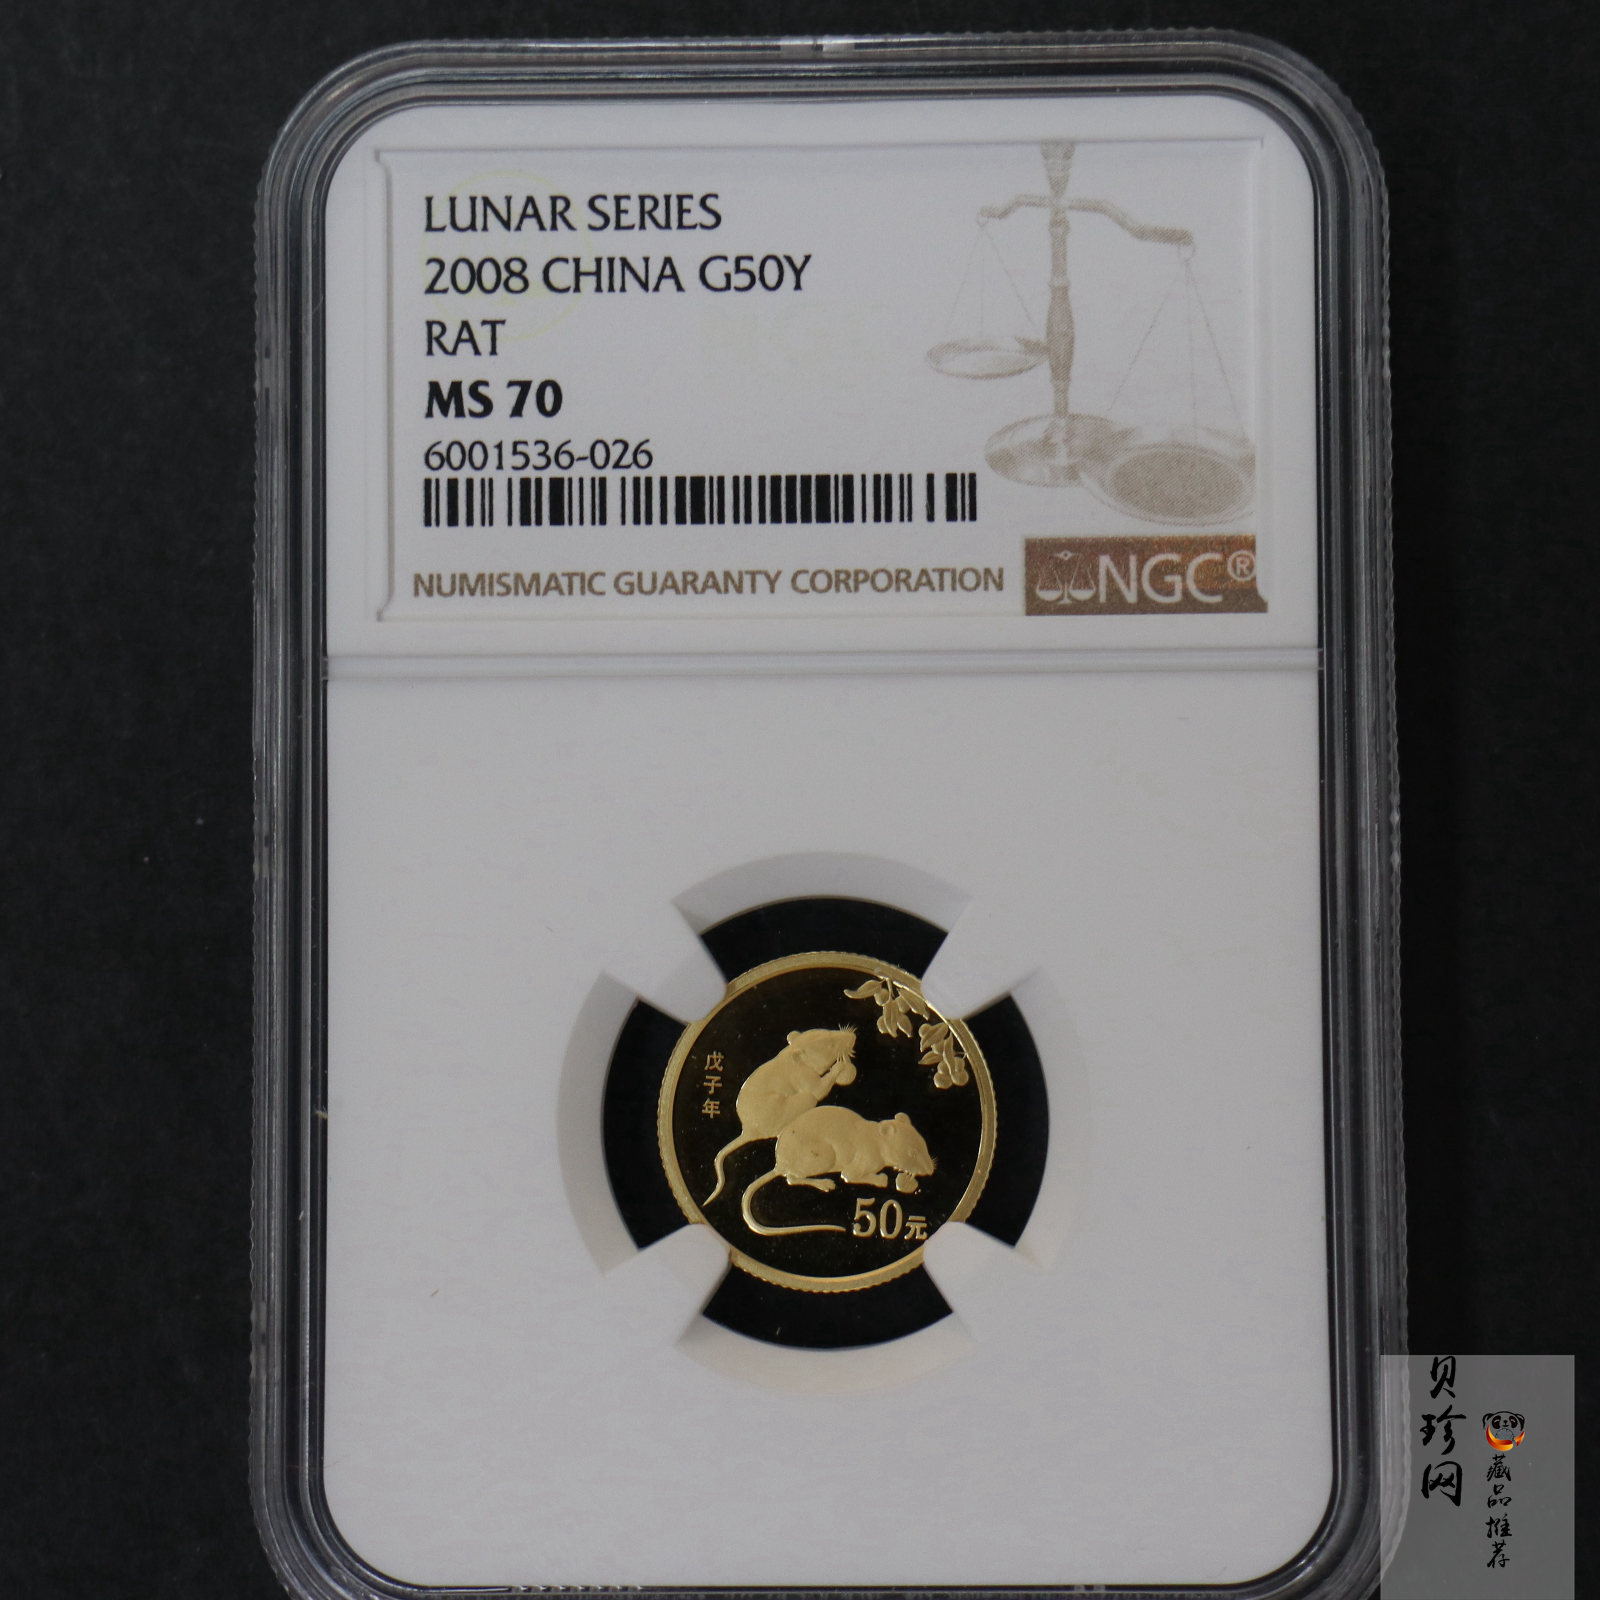 LUNAR SERIES
2008 CHINA G50Y
RAT
MS 70
6001536-026
NUMISMATIC GUARANTY CORPORATION
NGC®
戊子年
50元
贝珍网
藏品推荐